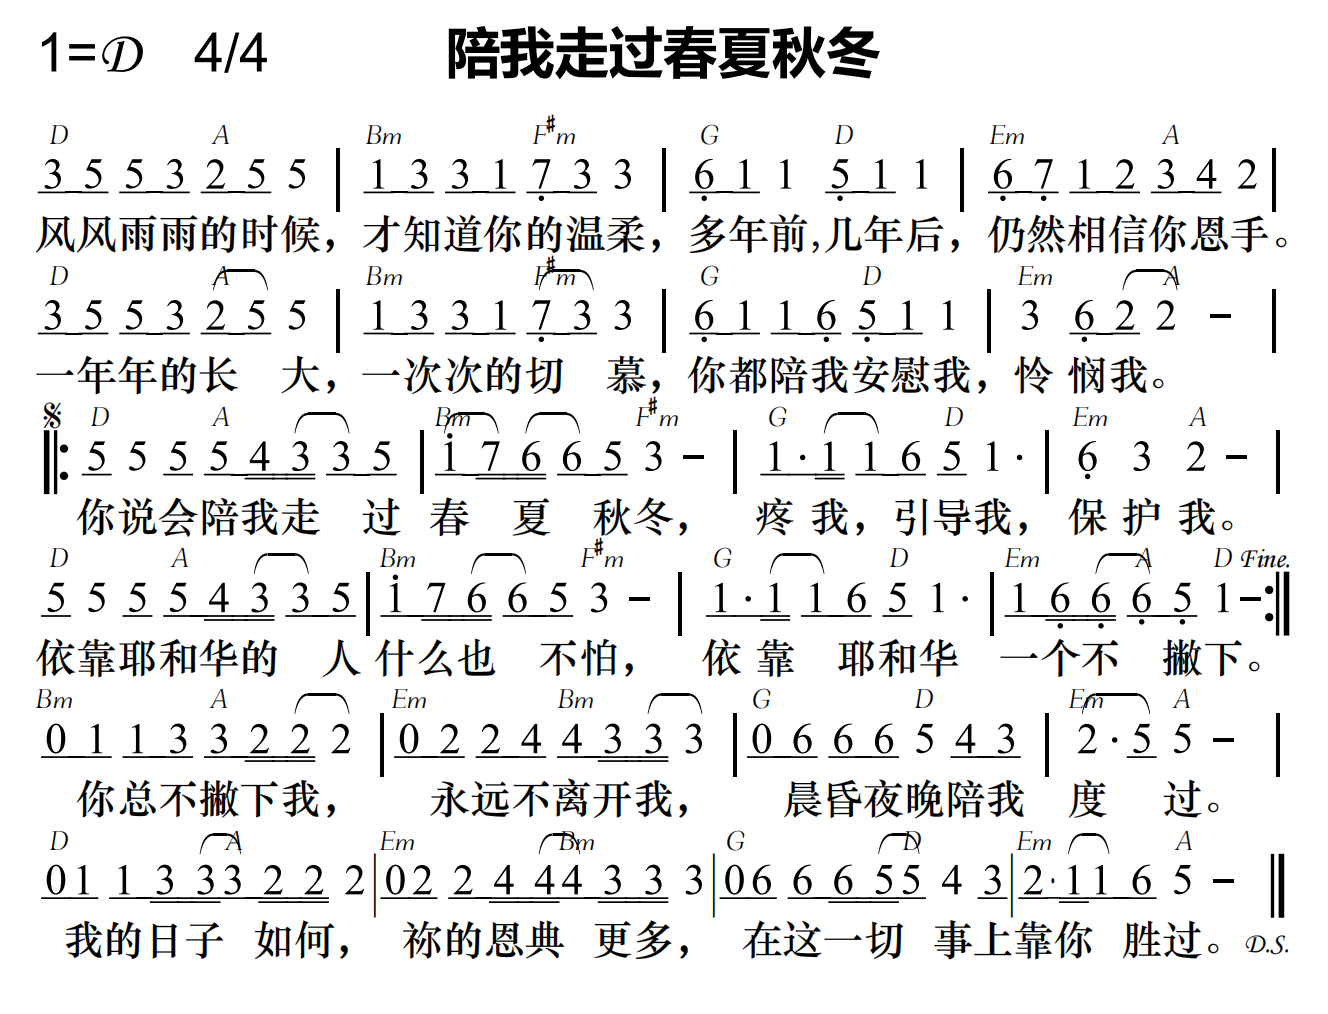 1=D 4/4 陪我走过春夏秋冬
D A Bm F♯m G D Em A
3 5 5 3 2 5 5 | 1 3 3 1 7 3 3 | 6 1 1 5 1 1 | 6 7 1 2 3 4 2 |
风风雨雨的时候，才知道你的温柔，多年前,几年后，仍然相信你恩手。
D A Bm F♯m G D Em A
3 5 5 3 2 5 5 | 1 3 3 1 7 3 3 | 6 1 1 6 5 1 1 | 3 6 2 2 - |
一年年的长 大，一次次的切 慕，你都陪我安慰我，怜 悯我。
D A Bm F♯m G D Em A
5 5 5 5 4 3 3 5 | 1 7 6 6 5 3 - | 1 · 1 1 6 5 1 · | 6 3 2 - |
你说会陪我走 过 春 夏 秋冬， 疼 我，引导我，保 护 我。
D A Bm F♯m G D Em A D Fine.
5 5 5 5 4 3 3 5 | 1 7 6 6 5 3 - | 1 · 1 1 6 5 1 · | 1 6 6 6 5 1 - :|
依靠耶和华的 人 什么也 不怕， 依 靠 耶和华 一个不 撇下。
Bm A Em Bm G D Em A
0 1 1 3 3 2 2 2 | 0 2 2 4 4 3 3 3 | 0 6 6 6 5 4 3 | 2 · 5 5 - |
你总不撇下我， 永远不离开我， 晨昏夜晚陪我 度 过。
D A Em Bm G D Em A
0 1 1 3 3 3 2 2 2 | 0 2 2 4 4 4 3 3 3 | 0 6 6 6 5 5 4 3 | 2 · 1 1 6 5 - ||
我的日子 如何， 祢的恩典 更多， 在这一切 事上靠你 胜过。 D.S.